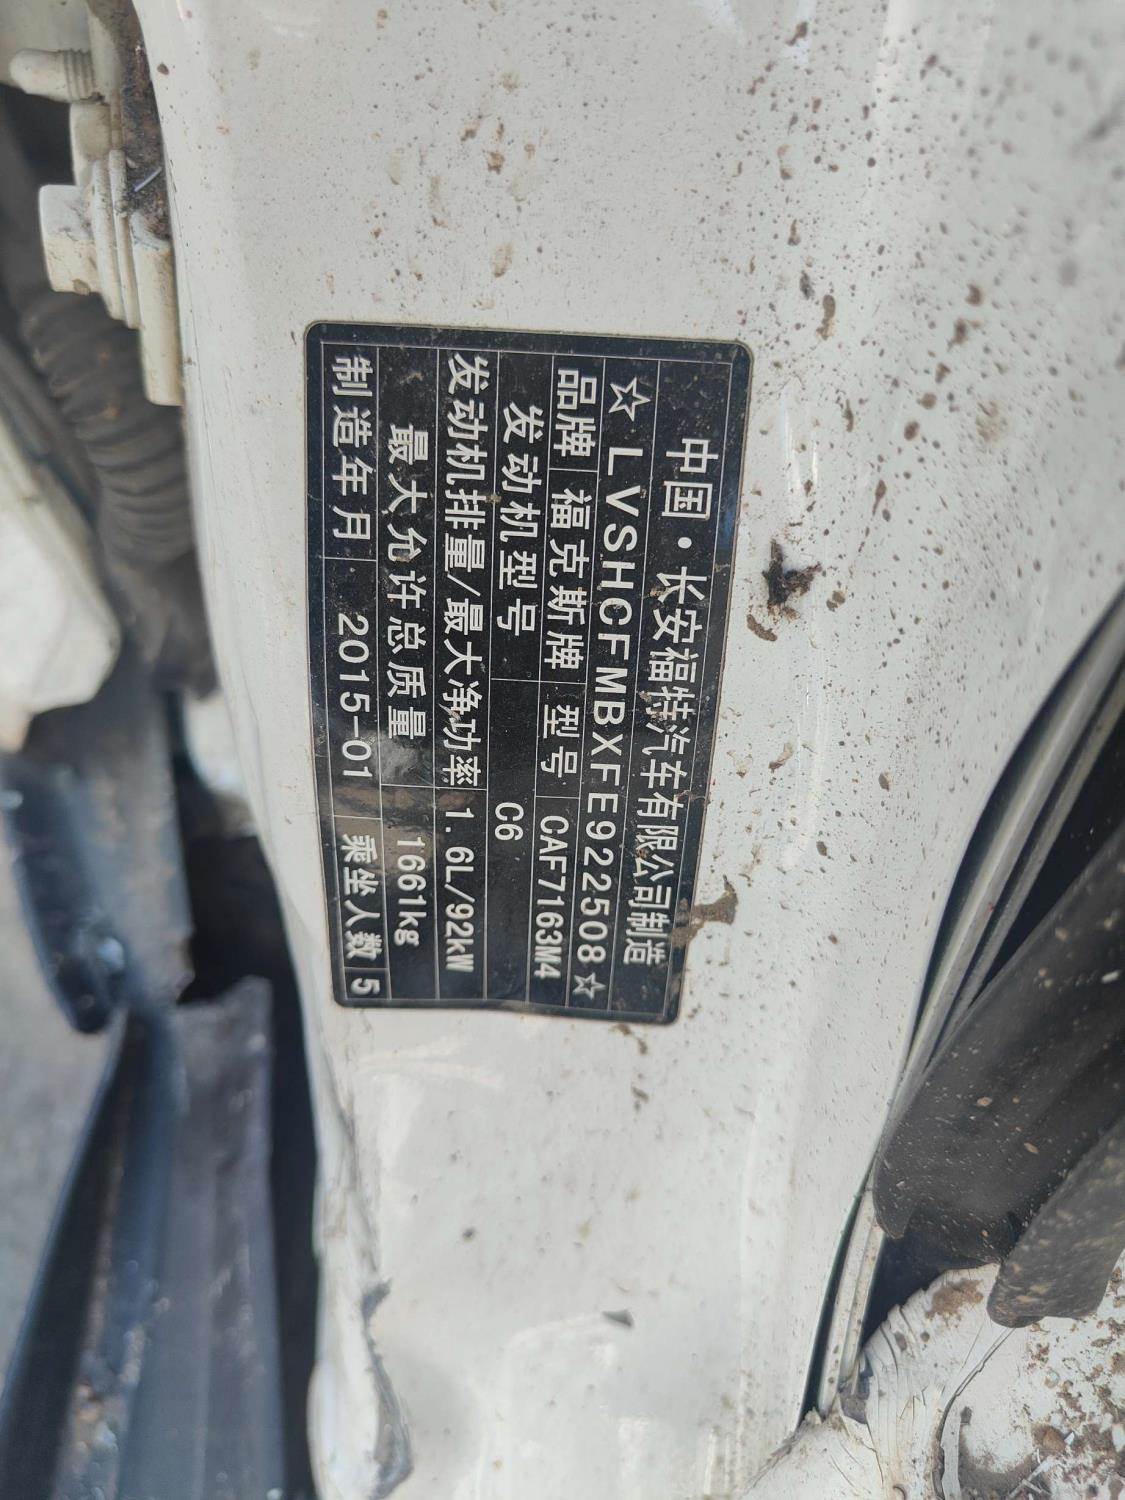 中国·长安福特汽车有限公司制造
☆LVSHCFMBXFE922508☆
品牌 福克斯牌 型号 CAF7163M4
发动机型号 C6
发动机排量/最大净功率 1.6L/92kW
最大允许总质量 1661kg
制造年月 2015-01 乘坐人数 5